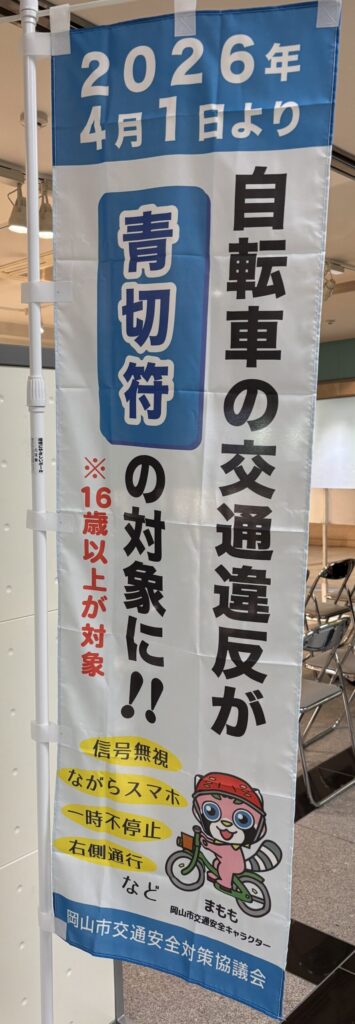 2026年
4月1日より
自転車の交通違反が
青切符
の対象に!!
※16歳以上が対象
信号無視
ながらスマホ
一時不停止
右側通行
など
まもも
岡山市交通安全キャラクター
岡山市交通安全対策協議会